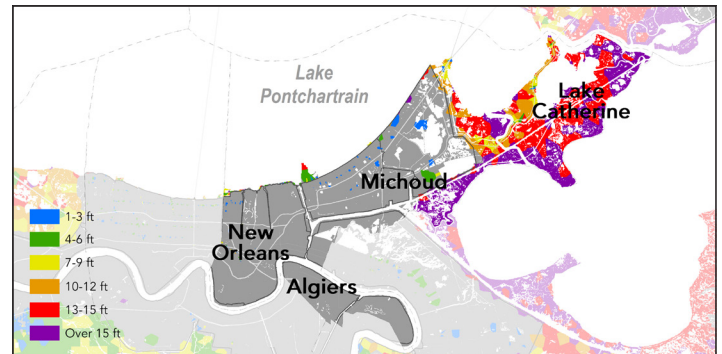 Lake
Pontchartrain
Lake
Catherine
Michoud
New
Orleans
Algiers
1-3 ft
4-6 ft
7-9 ft
10-12 ft
13-15 ft
Over 15 ft